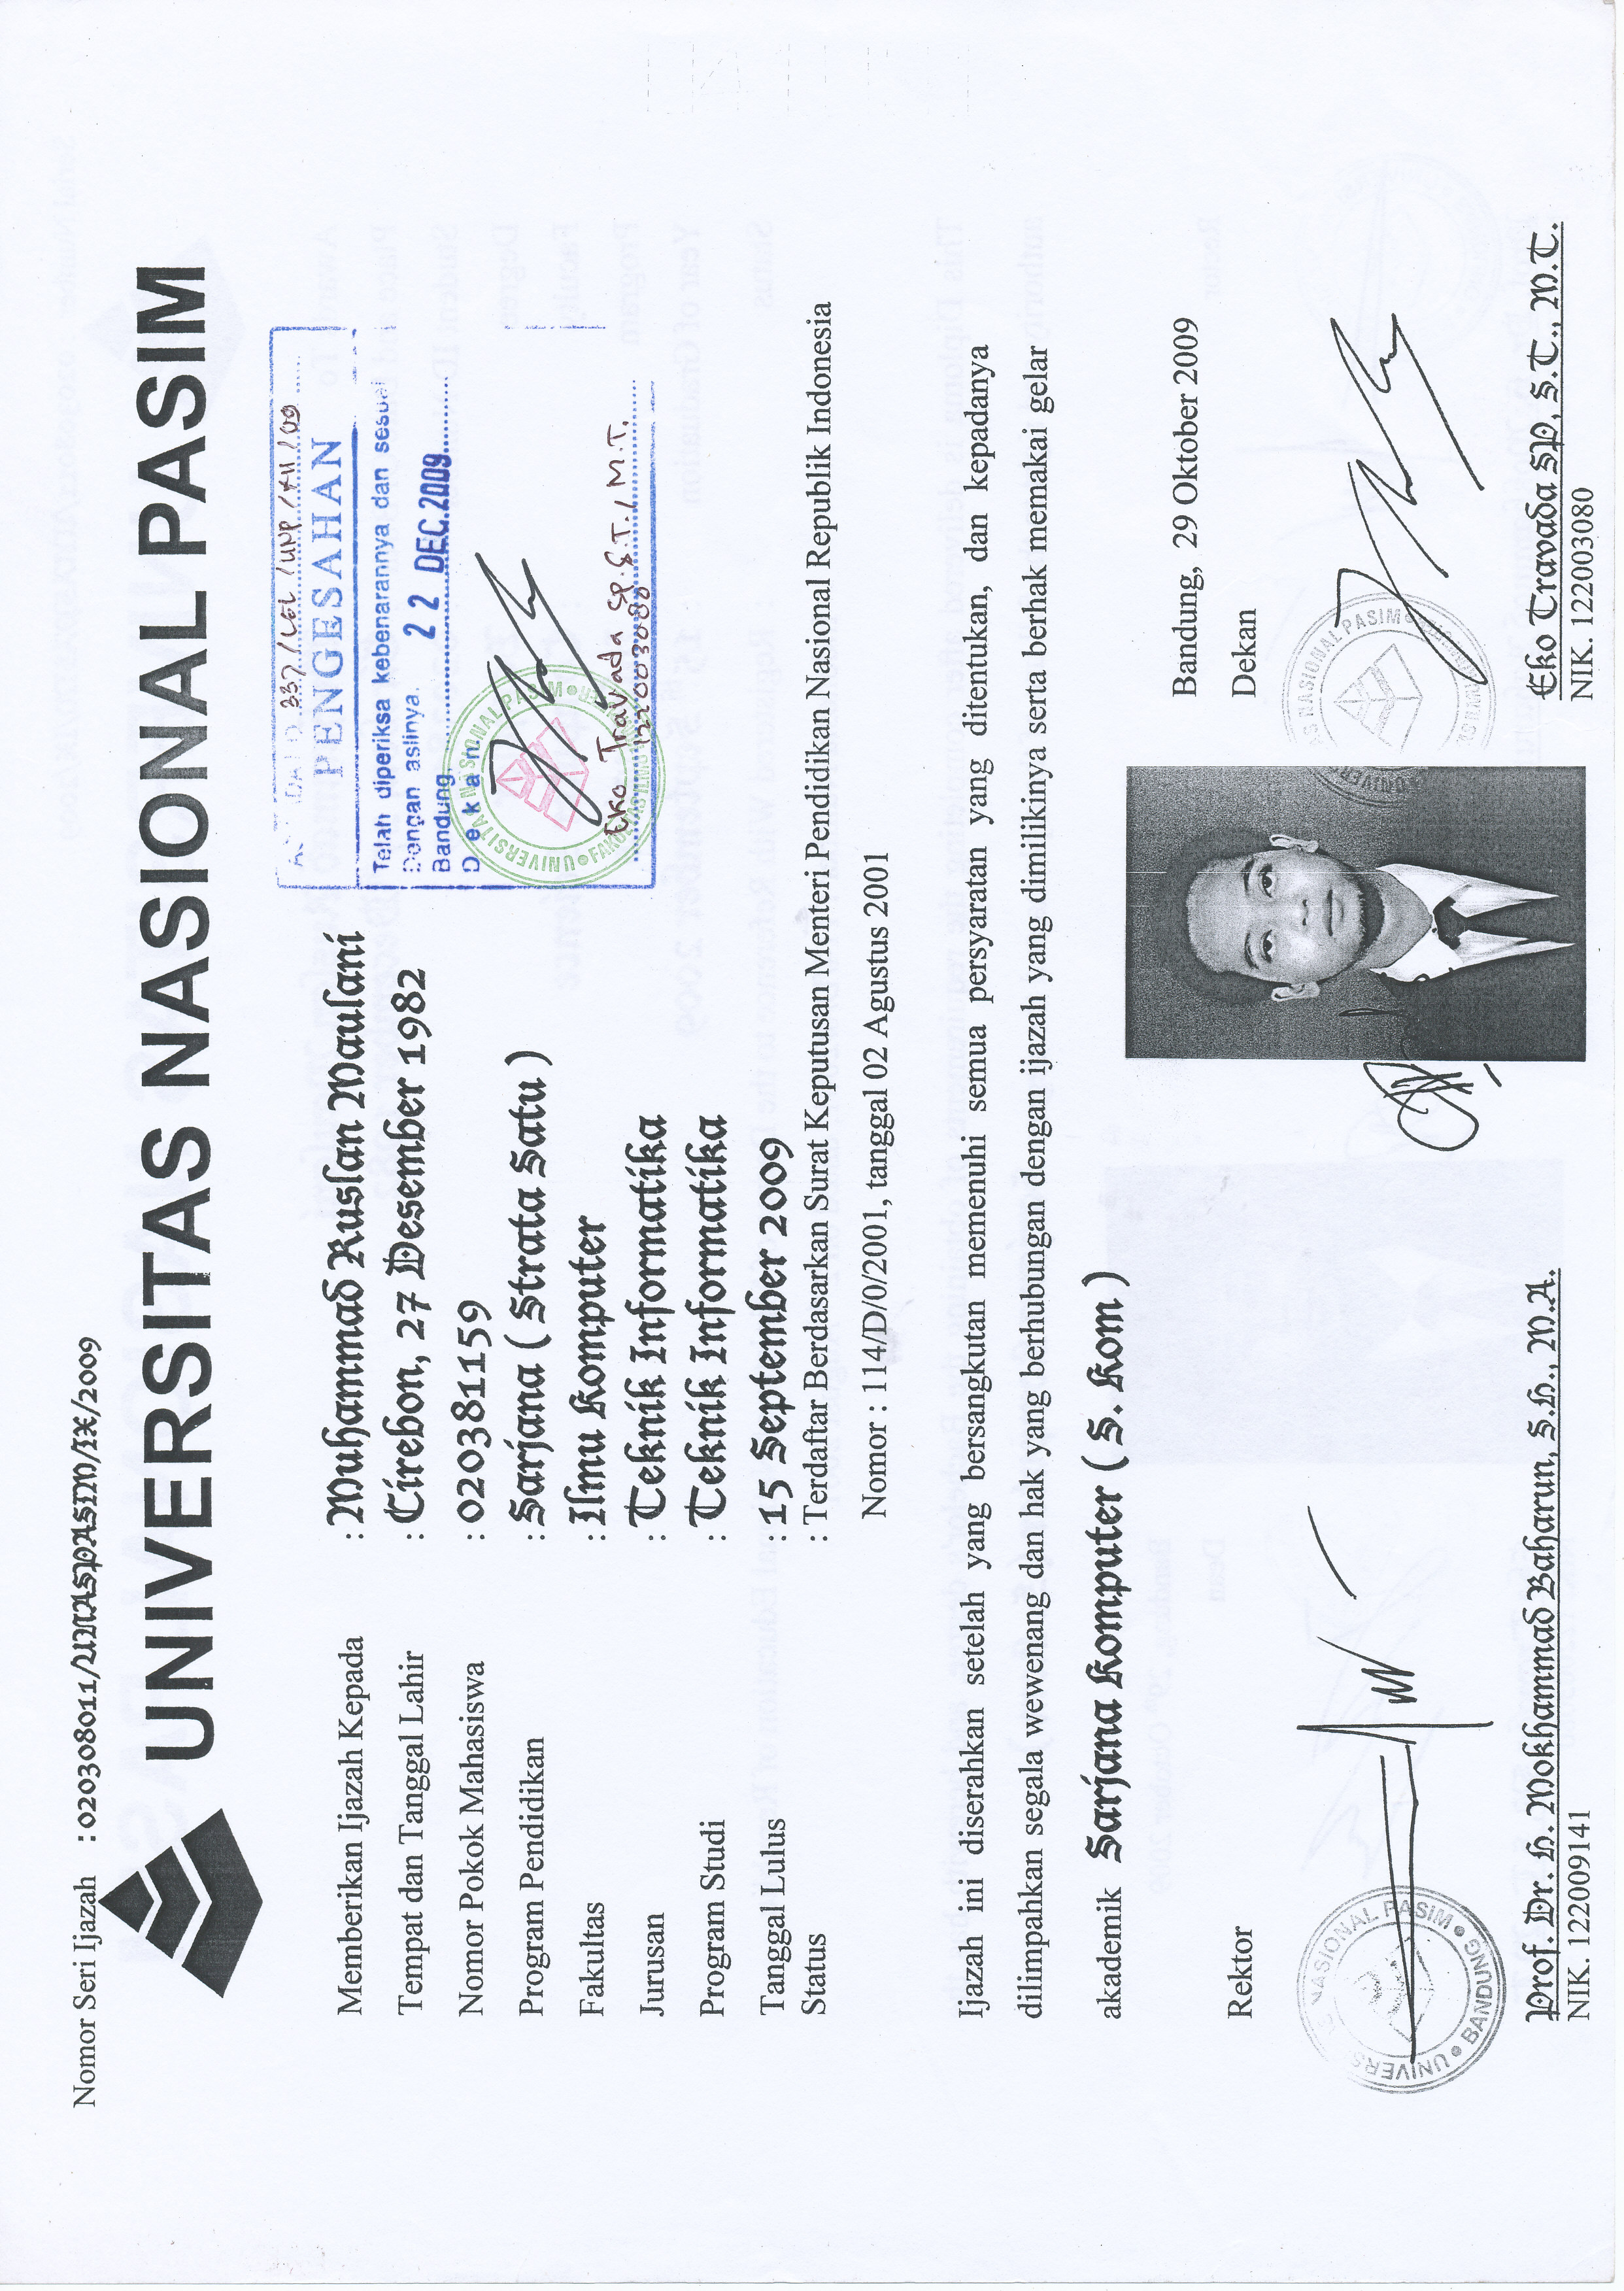 Nomor Seri Ijazah : 020308011/UNASPASIM/IX/2009
UNIVERSITAS NASIONAL PASIM
337/LEL/UNP/XII/09
PENGESAHAN
Telah diperiksa kebenarannya dan sesuai
Dengan aslinya.
Bandung, 22 DEC. 2009
Dekan
UNIVERSITAS NASIONAL PASIM
Eko Travada SP. S.T., M.T.
1220003080
Memberikan Ijazah Kepada : Muhammad Ruslan Maulani
Tempat dan Tanggal Lahir : Cirebon, 27 Desember 1982
Nomor Pokok Mahasiswa : 020381159
Program Pendidikan : Sarjana ( Strata Satu )
Fakultas : Ilmu Komputer
Jurusan : Teknik Informatika
Program Studi : Teknik Informatika
Tanggal Lulus : 15 September 2009
Status : Terdaftar Berdasarkan Surat Keputusan Menteri Pendidikan Nasional Republik Indonesia
Nomor : 114/D/0/2001, tanggal 02 Agustus 2001
Ijazah ini diserahkan setelah yang bersangkutan memenuhi semua persyaratan yang ditentukan, dan kepadanya
dilimpahkan segala wewenang dan hak yang berhubungan dengan ijazah yang dimilikinya serta berhak memakai gelar
akademik Sarjana Komputer ( S. Kom )
Bandung, 29 Oktober 2009
Rektor
Dekan
NASIONAL PASIM
BANDUNG
NASIONAL PASIM
Prof. Dr. H. Mokhammad Baharun, S.H., M.A.
NIK. 122009141
Eko Travada SP, S.T., M.T.
NIK. 1220003080